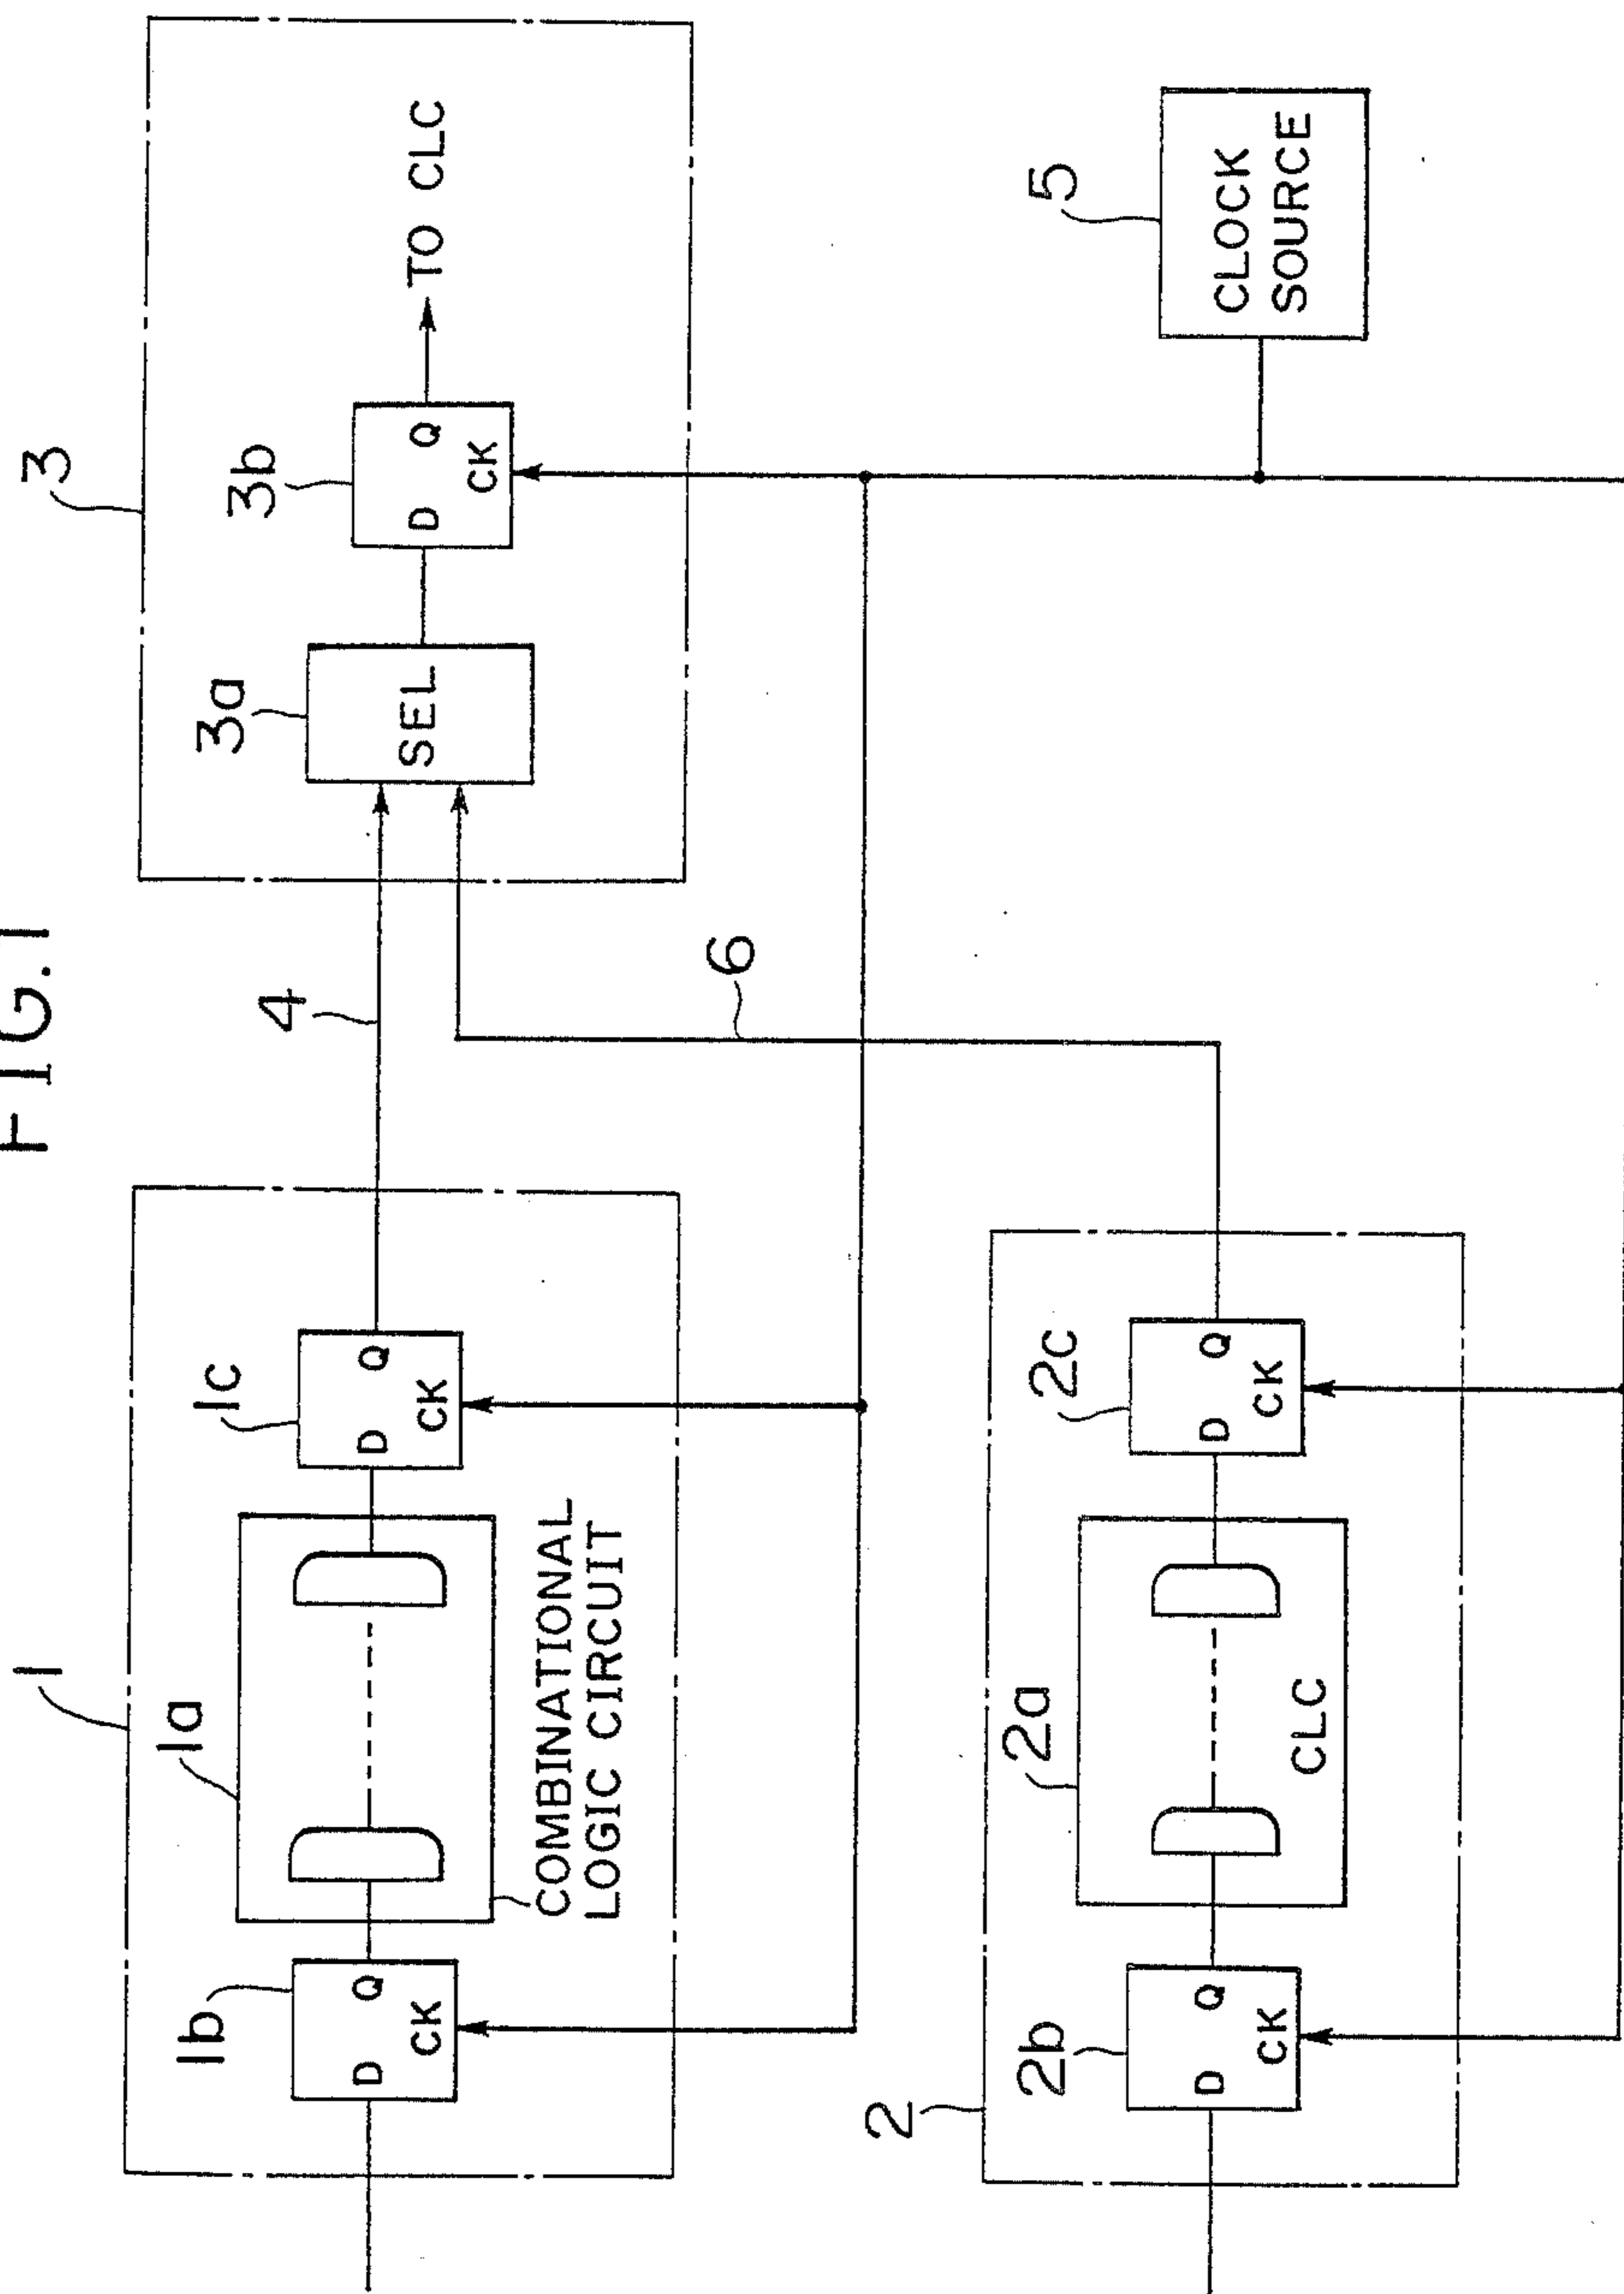 FIG.1
1
1a
1b
D Q
CK
COMBINATIONAL
LOGIC CIRCUIT
1c
D Q
CK
4
3
3a
SEL
3b
D Q
CK
TO CLC
6
2
2b
D Q
CK
2a
CLC
2c
D Q
CK
5
CLOCK
SOURCE